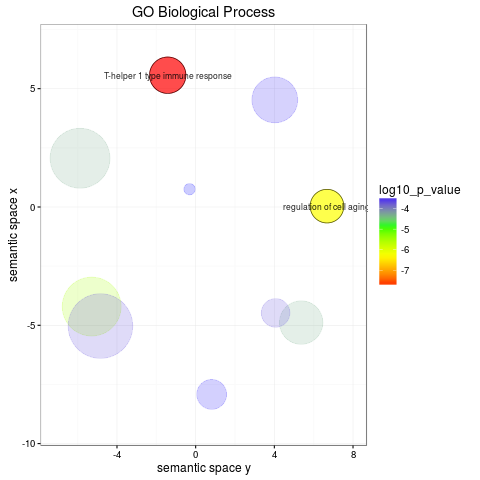 GO Biological Process
T-helper 1 type immune response
regulation of cell aging
log10_p_value
-4
-5
-6
-7
5
0
-5
-10
-4
0
4
8
semantic space x
semantic space y